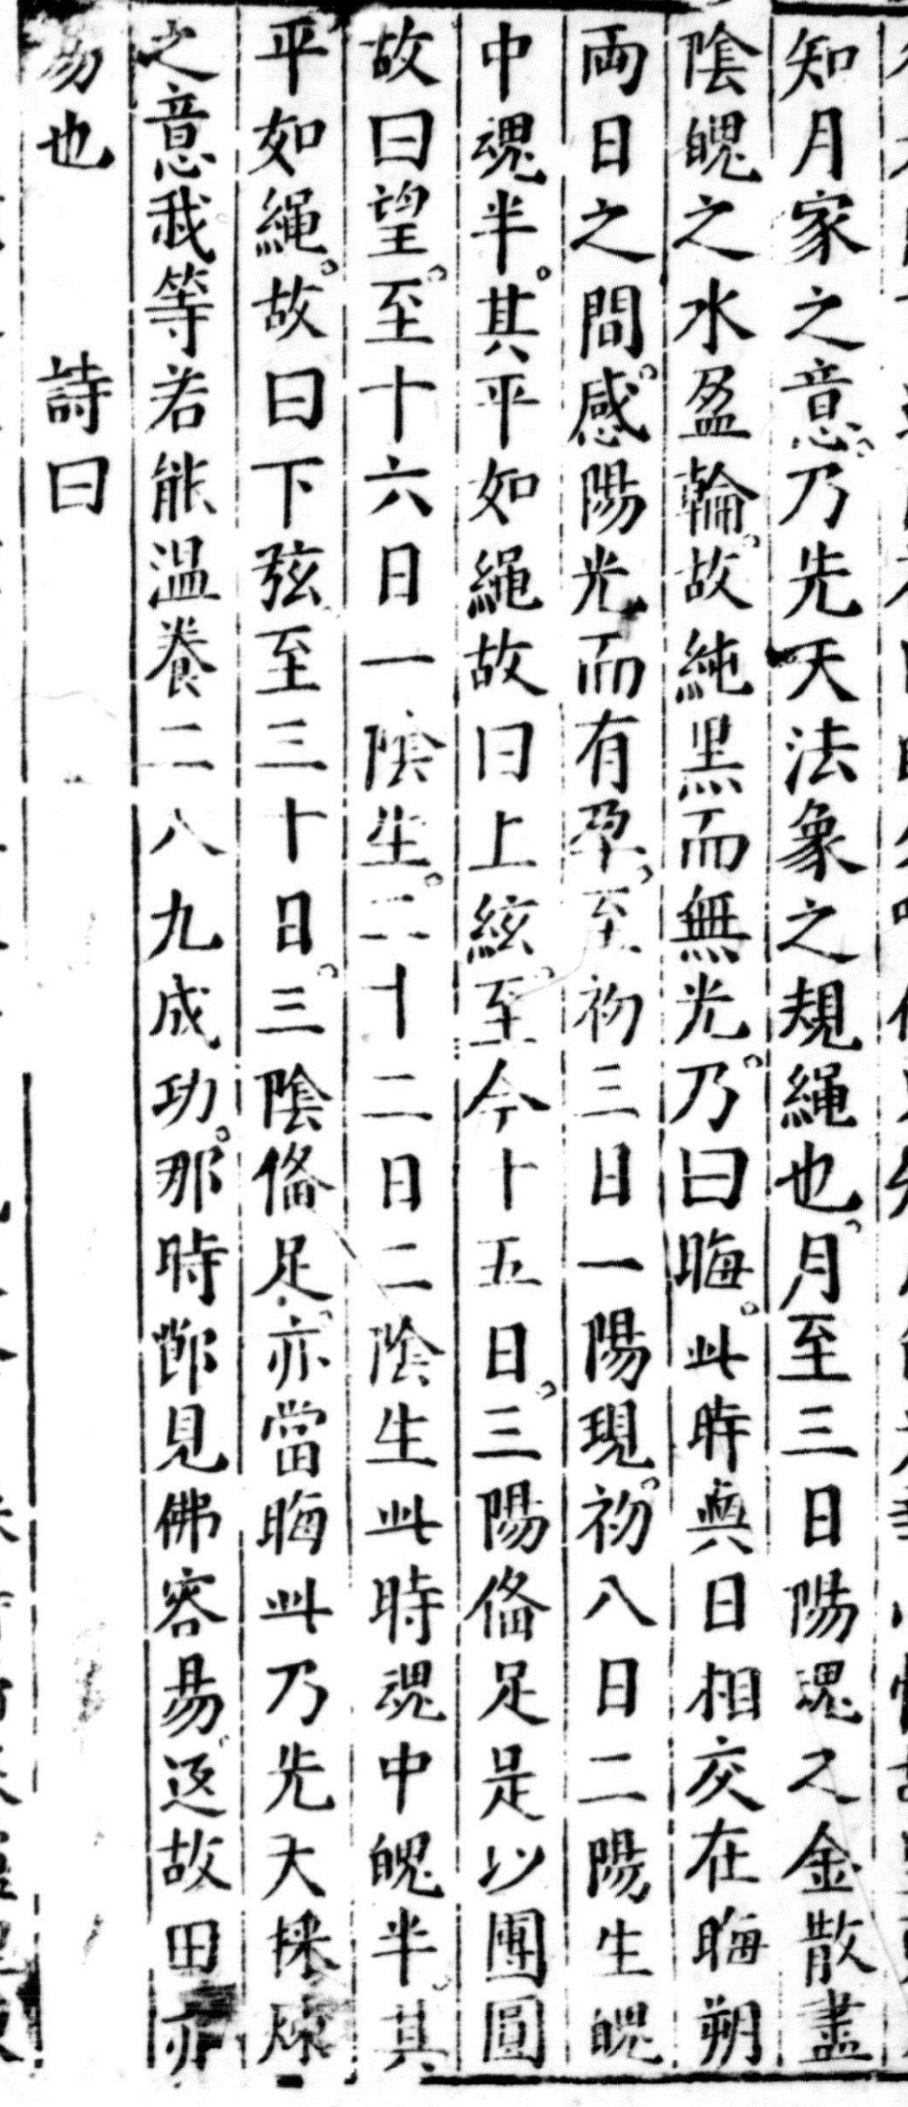 知月家之意。乃先天法象之規繩也。月至三日陽魂之金散盡
陰魄之水盈輪。故純黑而無光。乃曰晦。此時與日相交在晦朔
兩日之間。感陽光而有孕。至初三日一陽現。初八日二陽生魄
中魂半。其平如繩故曰上絃。至今十五日。三陽俻足是以團圓
故曰望。至十六日一陰生。二十二日二陰生此時魂中魄半。其
平如繩。故曰下弦至三十日。三陰俻足。亦當晦此乃先天採煉
之意我等若能温養二八九成功。那時節見佛容易返故田亦
易也　詩曰